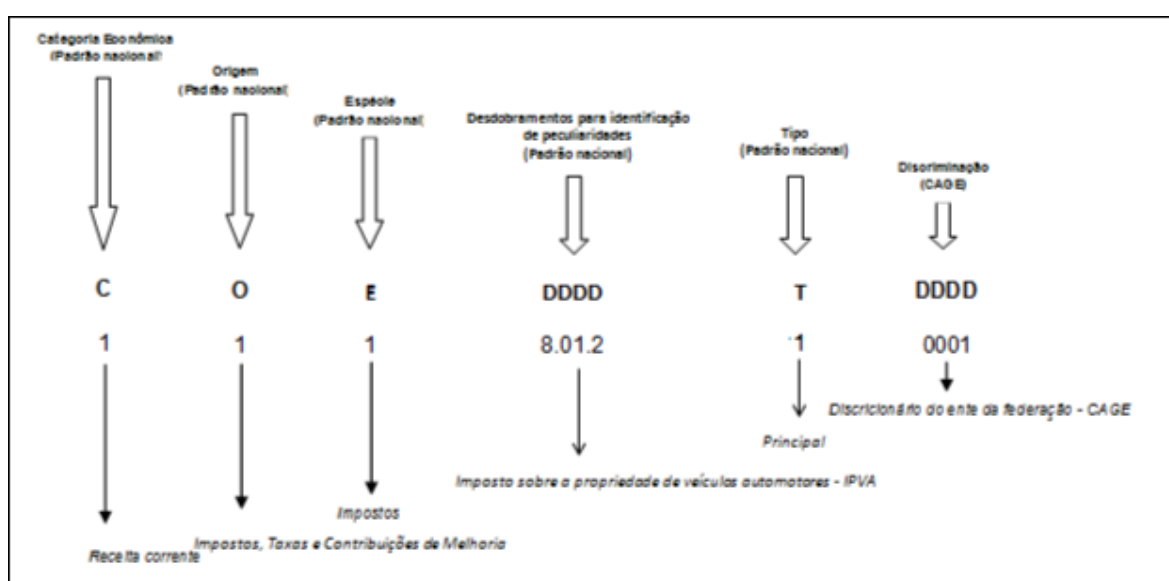 Categoria Econômica
(Padrão nacional)
Origem
(Padrão nacional(
Espécie
(Padrão nacional(
Desdobramentos para identificação
de peculiaridades
(Padrão nacional)
Tipo
(Padrão nacional)
Discriminação
(CAGE)
C O E DDDD T DDDD
1 1 1 8.01.2 1 0001
Discricionário do ente da federação - CAGE
Principal
Imposto sobre a propriedade de veículas automotores - IPVA
Impostos
Impostos, Taxas e Contribuições de Melhoria
Receita corrente